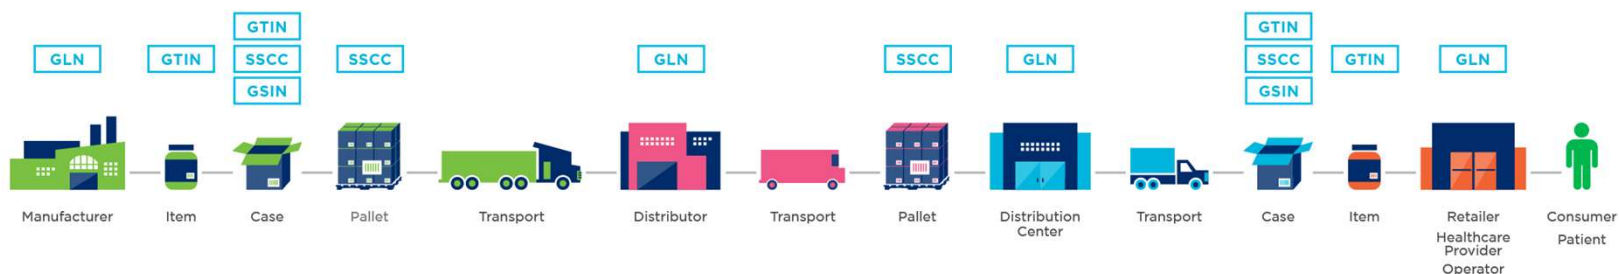 GTIN
GTIN
GLN
GTIN
SSCC
SSCC
GLN
SSCC
GLN
SSCC
GTIN
GLN
GSIN
GSIN
Manufacturer
Item
Case
Pallet
Transport
Distributor
Transport
Pallet
Distribution
Center
Transport
Case
Item
Retailer
Healthcare
Provider
Operator
Consumer
Patient